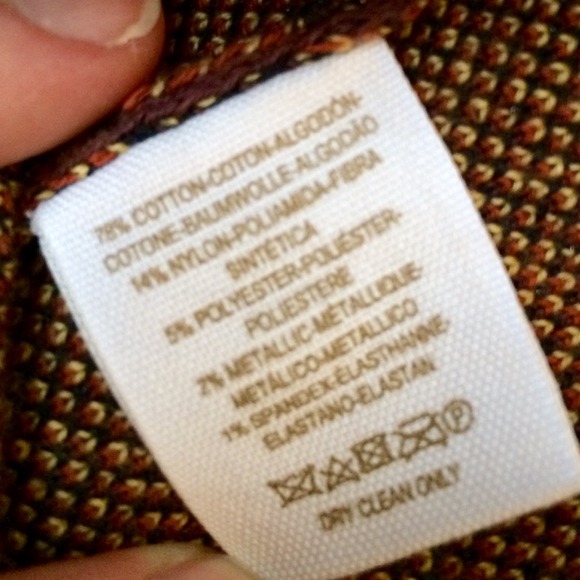 78% COTTON-COTON-ALGODÓN-
COTONE-BAUMWOLLE-ALGODÃO
14% NYLON-POLIAMIDA-FIBRA
SINTÉTICA
5% POLYESTER-POLIÉSTER-
POLIESTERE
2% METALLIC-MÉTALLIQUE-
METÁLICO-METALLICO
1% SPANDEX-ÉLASTHANNE-
ELASTANO-ELASTAN
P
DRY CLEAN ONLY